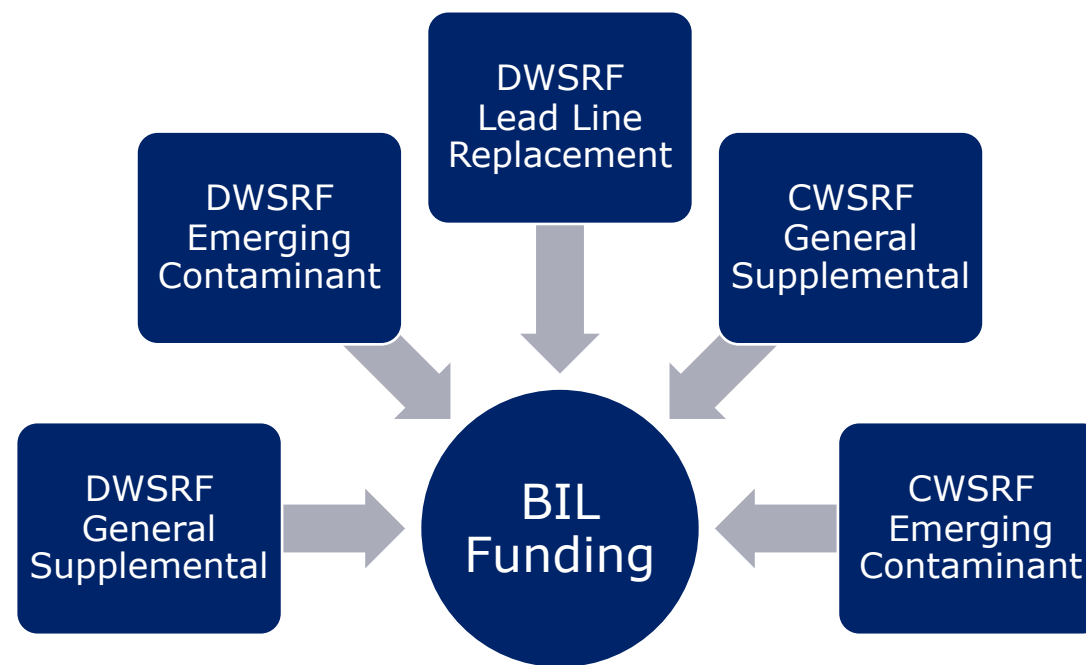 DWSRF
Lead Line
Replacement
DWSRF
Emerging
Contaminant
CWSRF
General
Supplemental
DWSRF
General
Supplemental
BIL
Funding
CWSRF
Emerging
Contaminant